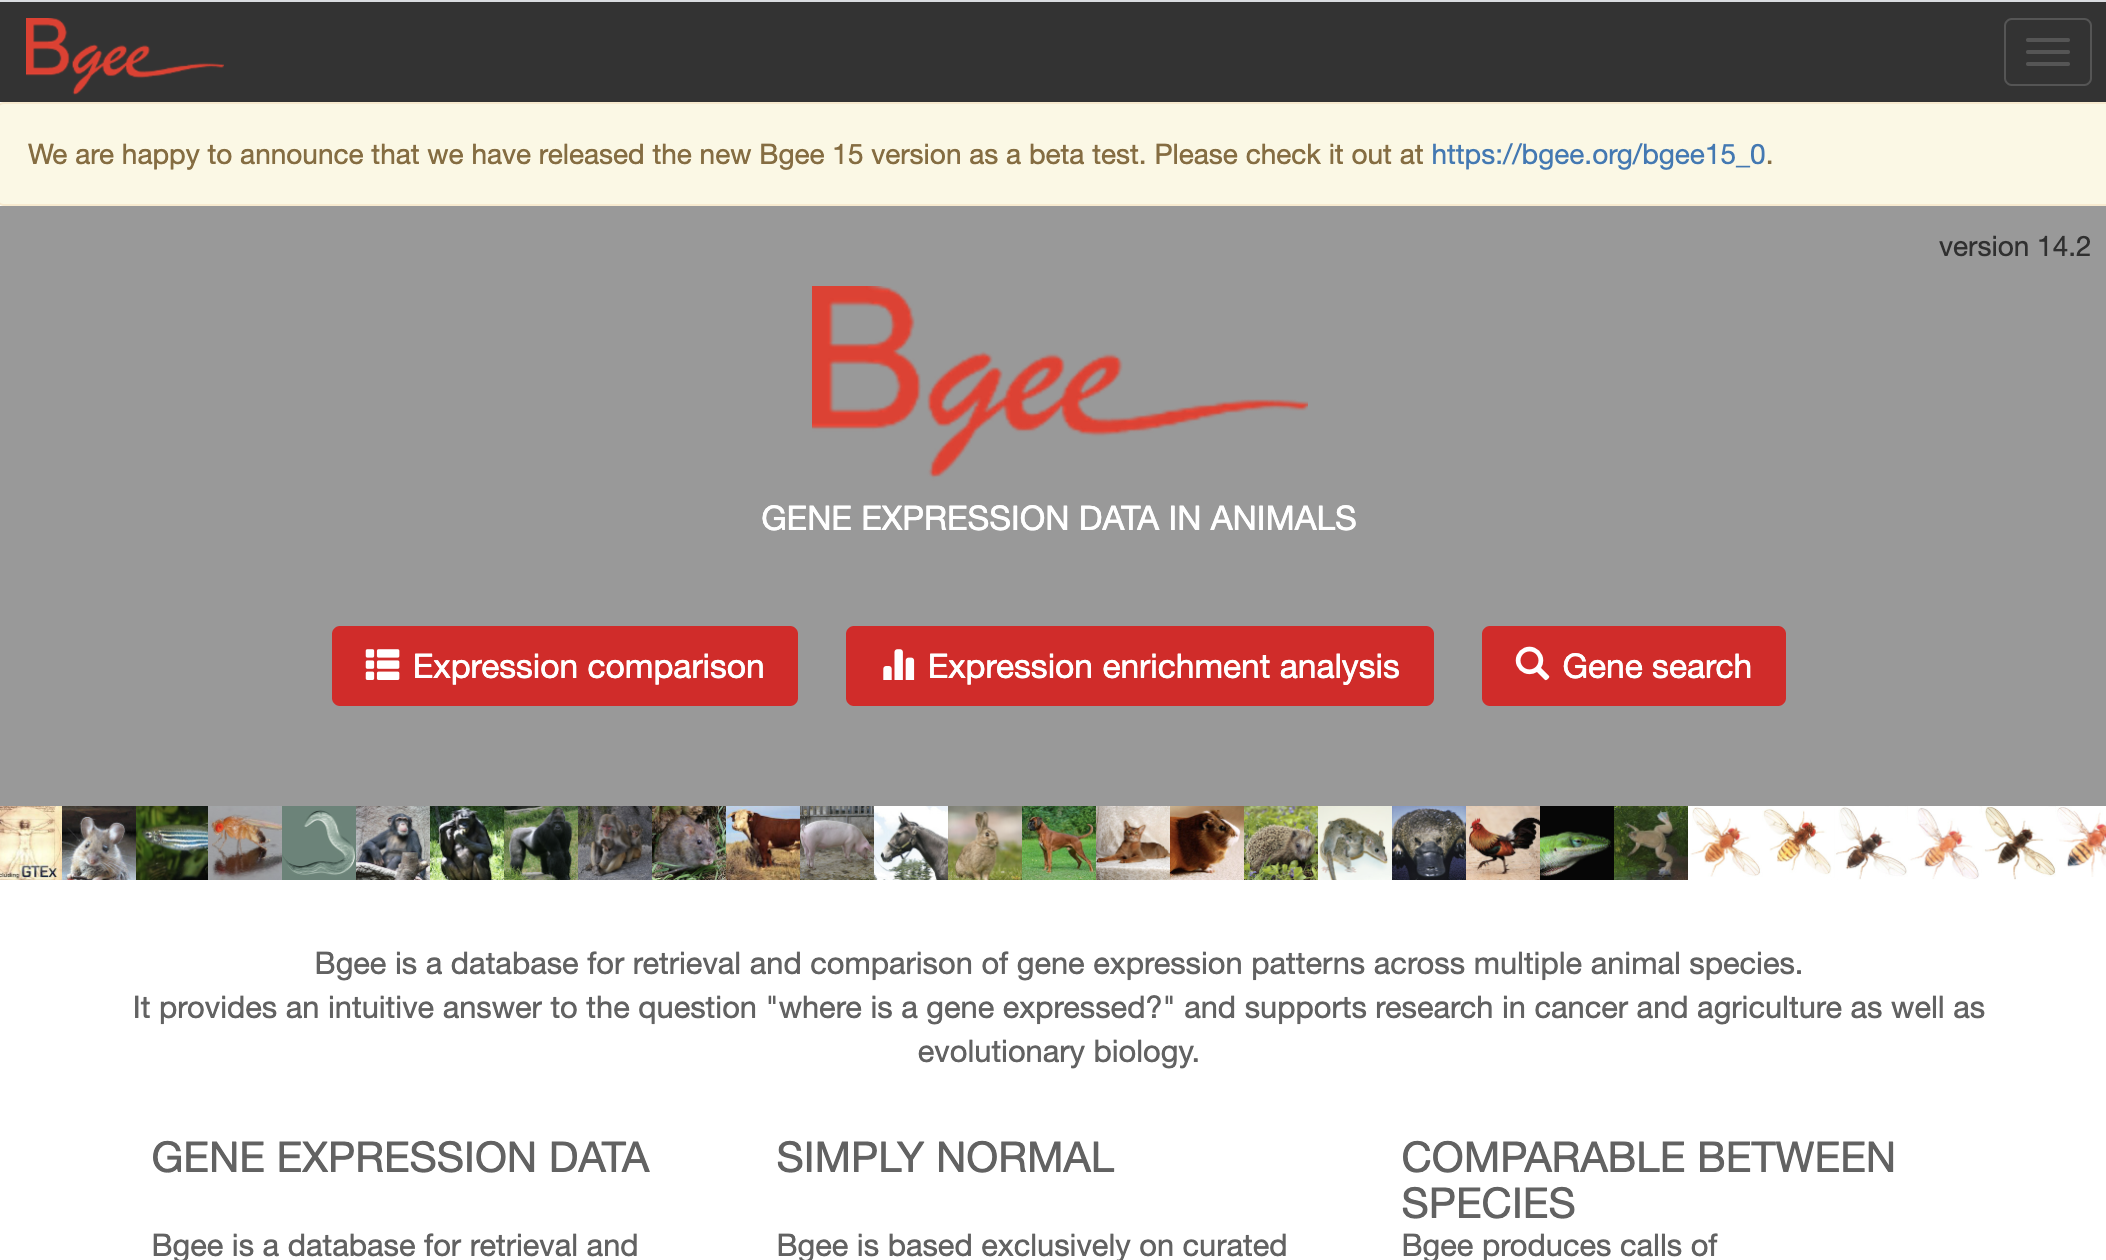 Bgee
We are happy to announce that we have released the new Bgee 15 version as a beta test. Please check it out at https://bgee.org/bgee15_0.
version 14.2
Bgee
GENE EXPRESSION DATA IN ANIMALS
Expression comparison
Expression enrichment analysis
Gene search
GTEx
Bgee is a database for retrieval and comparison of gene expression patterns across multiple animal species.
It provides an intuitive answer to the question "where is a gene expressed?" and supports research in cancer and agriculture as well as
evolutionary biology.
GENE EXPRESSION DATA
Bgee is a database for retrieval and
SIMPLY NORMAL
Bgee is based exclusively on curated
COMPARABLE BETWEEN
SPECIES
Bgee produces calls of